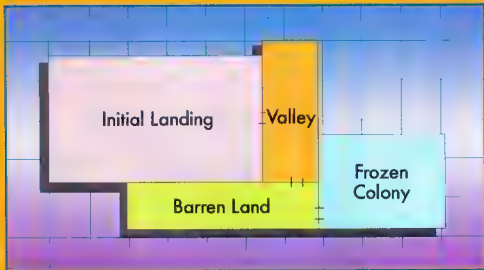 Initial Landing
Valley
Frozen
Colony
Barren Land